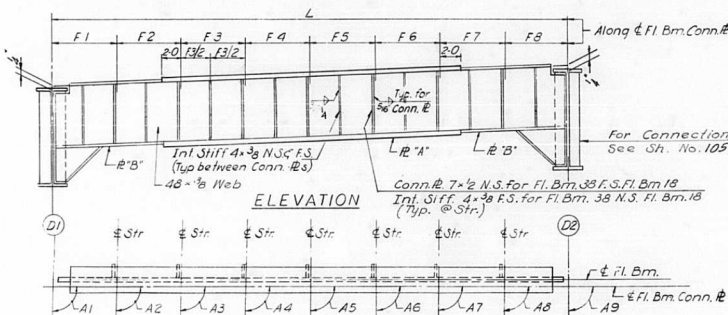 L
F1 F2 F3 F4 F5 F6 F7 F8
Along ℄ Fl. Bm. Conn. ℞
2-0 F3/2 F3/2 2-0
Typ. for
5/16 Conn. ℞
℞ "B"
Int. Stiff 4×3/8 N.S.&F.S.
(Typ between Conn. ℞s)
48×3/8 Web
℞ "A"
℞ "B"
For Connection
See Sh. No. 105
ELEVATION
Conn. ℞. 7×1/2 N.S. for Fl. Bm. 38 F.S. Fl. Bm 18
Int. Siff. 4×3/8 F.S. for Fl. Bm. 38 N.S. Fl. Bm. 18
(Typ. @ Str.)
D1
℄ Str ℄ Str. ℄ Str. ℄ Str. ℄ Str. ℄ Str. ℄ Str.
D2
℄ Fl. Bm.
℄ Fl. Bm. Conn. ℞
A1 A2 A3 A4 A5 A6 A7 A8 A9